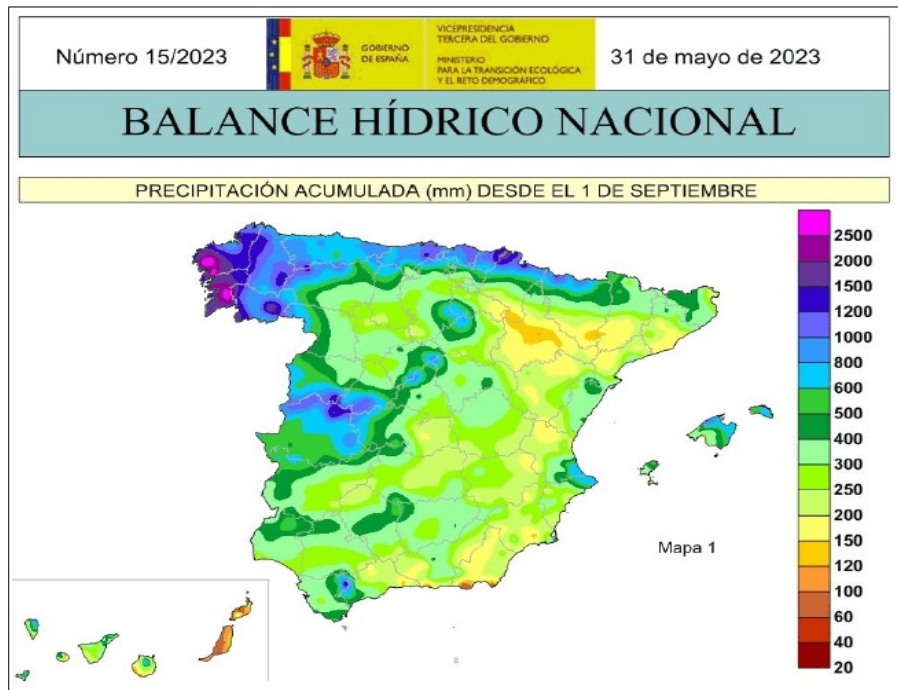 Número 15/2023
GOBIERNO
DE ESPAÑA
VICEPRESIDENCIA
TERCERA DEL GOBIERNO
MINISTERIO
PARA LA TRANSICIÓN ECOLÓGICA
Y EL RETO DEMOGRÁFICO
31 de mayo de 2023
BALANCE HÍDRICO NACIONAL
PRECIPITACIÓN ACUMULADA (mm) DESDE EL 1 DE SEPTIEMBRE
2500
2000
1500
1200
1000
800
600
500
400
300
250
200
150
120
100
60
40
20
Mapa 1